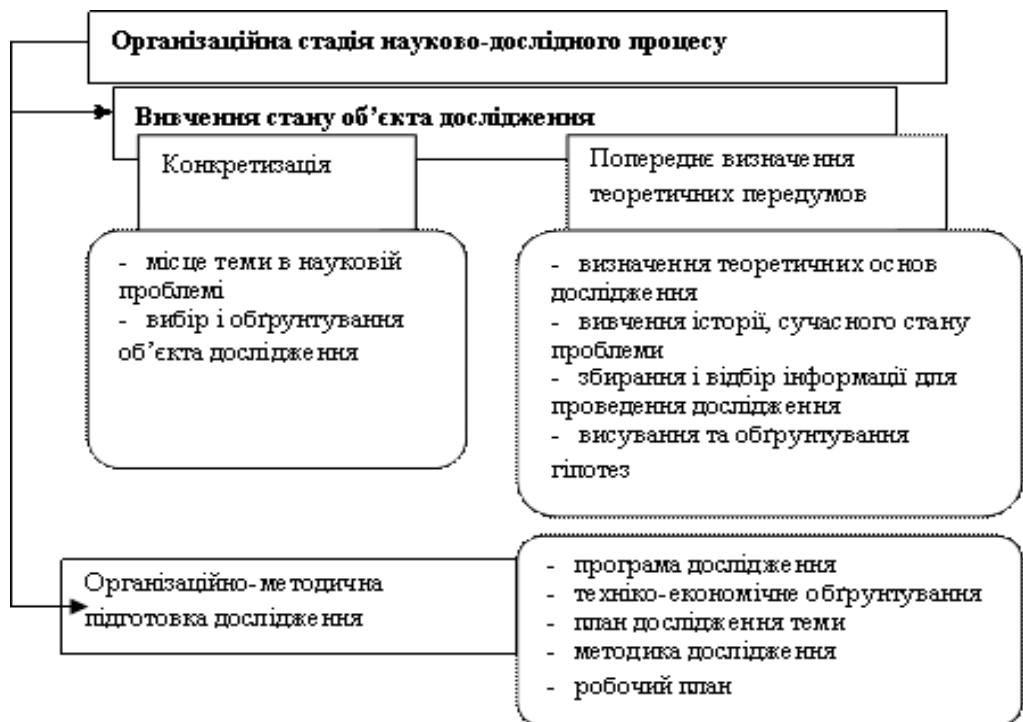 Організаційна стадія науково-дослідного процесу
Вивчення стану об’єкта дослідження
Конкретизація
Попереднє визначення
теоретичних передумов
- місце теми в науковій
проблемі
- вибір і обґрунтування
об’єкта дослідження
- визначення теоретичних основ
дослідження
- вивчення історії, сучасного стану
проблеми
- збирання і відбір інформації для
проведення дослідження
- висування та обґрунтування
гіпотез
Організаційно-методична
підготовка дослідження
- програма дослідження
- техніко-економічне обґрунтування
- план дослідження теми
- методика дослідження
- робочий план